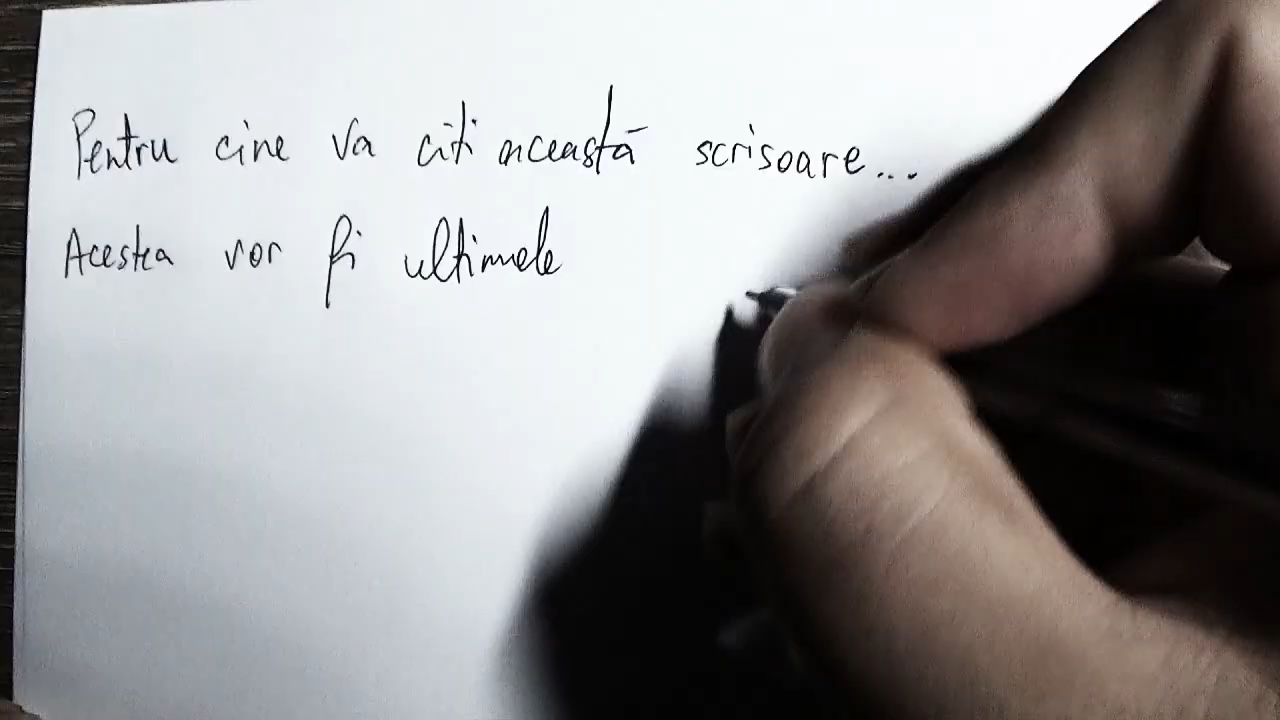 Pentru cine va citi această scrisoare...
Acestea vor fi ultimele